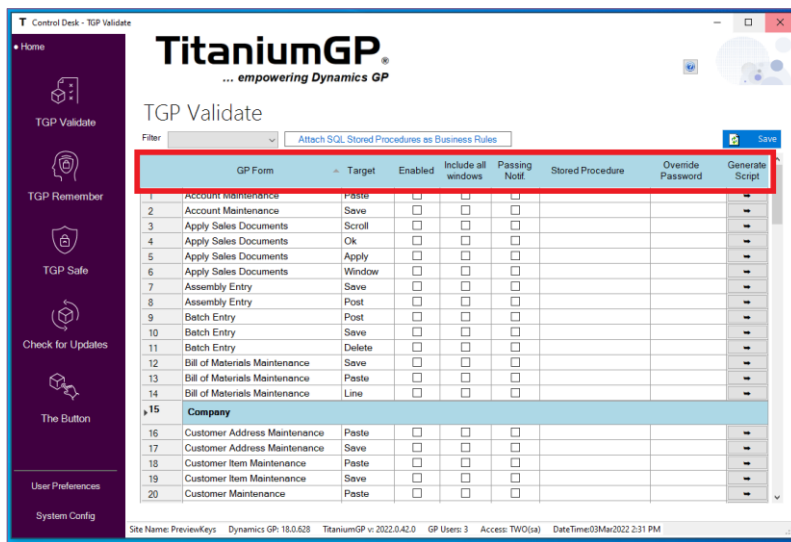 T Control Desk - TGP Validate
Home
TitaniumGP®
... empowering Dynamics GP
TGP Validate
TGP Remember
TGP Safe
Check for Updates
The Button
User Preferences
System Config
TGP Validate
Filter Attach SQL Stored Procedures as Business Rules Save
GP Form Target Enabled Include all windows Passing Notif. Stored Procedure Override Password Generate Script
1 Account Maintenance Paste
2 Account Maintenance Save
3 Apply Sales Documents Scroll
4 Apply Sales Documents Ok
5 Apply Sales Documents Apply
6 Apply Sales Documents Window
7 Assembly Entry Save
8 Assembly Entry Post
9 Batch Entry Post
10 Batch Entry Save
11 Batch Entry Delete
12 Bill of Materials Maintenance Save
13 Bill of Materials Maintenance Paste
14 Bill of Materials Maintenance Line
15 Company
16 Customer Address Maintenance Paste
17 Customer Address Maintenance Save
18 Customer Item Maintenance Paste
19 Customer Item Maintenance Save
20 Customer Maintenance Paste
Site Name: PreviewKeys Dynamics GP: 18.0.628 TitaniumGP v: 2022.0.42.0 GP Users: 3 Access: TWO(sa) DateTime:03Mar2022 2:31 PM